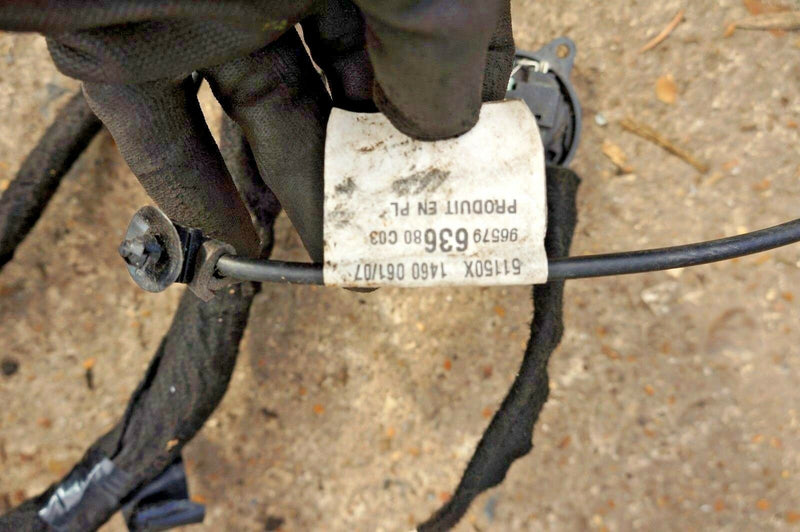 51150X 1460 061/07
96579 636 80 C03
PRODUIT EN PL